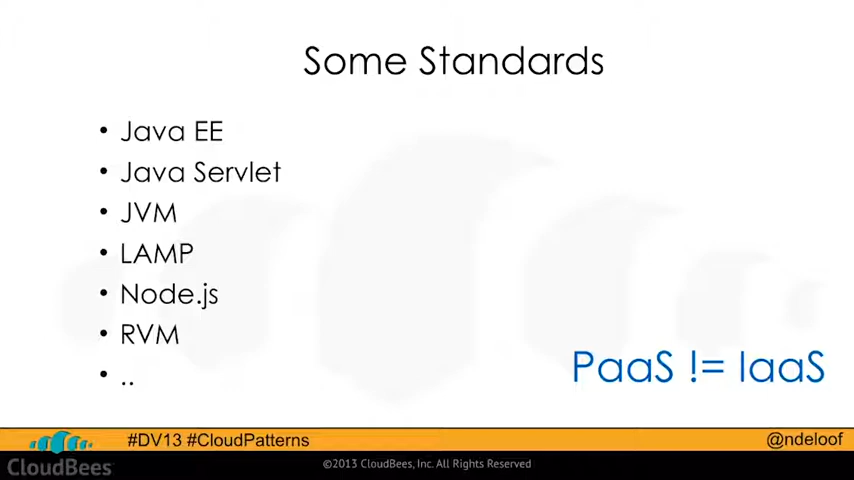 Some Standards
• Java EE
• Java Servlet
• JVM
• LAMP
• Node.js
• RVM
• ..
PaaS != IaaS
#DV13 #CloudPatterns
@ndeloof
CloudBees
©2013 CloudBees, Inc. All Rights Reserved